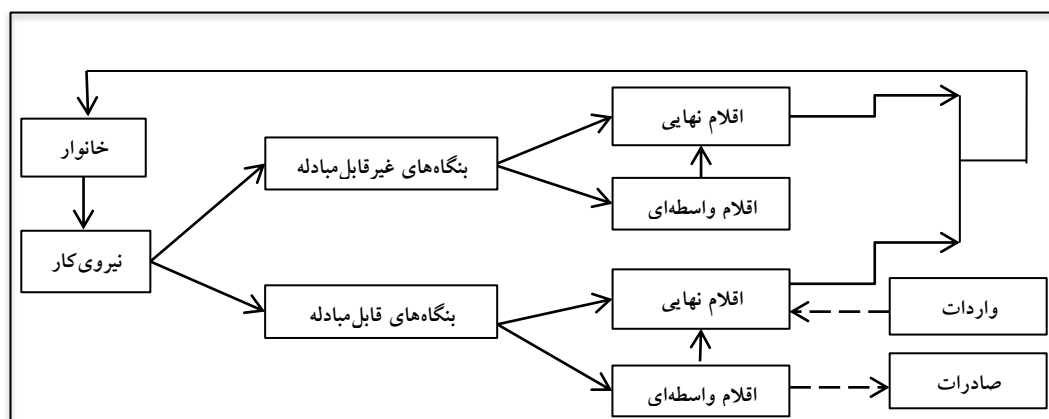 خانوار
نیروی‌کار
بنگاه‌های غیرقابل‌مبادله
بنگاه‌های قابل‌مبادله
اقلام نهایی
اقلام واسطه‌ای
اقلام نهایی
اقلام واسطه‌ای
واردات
صادرات